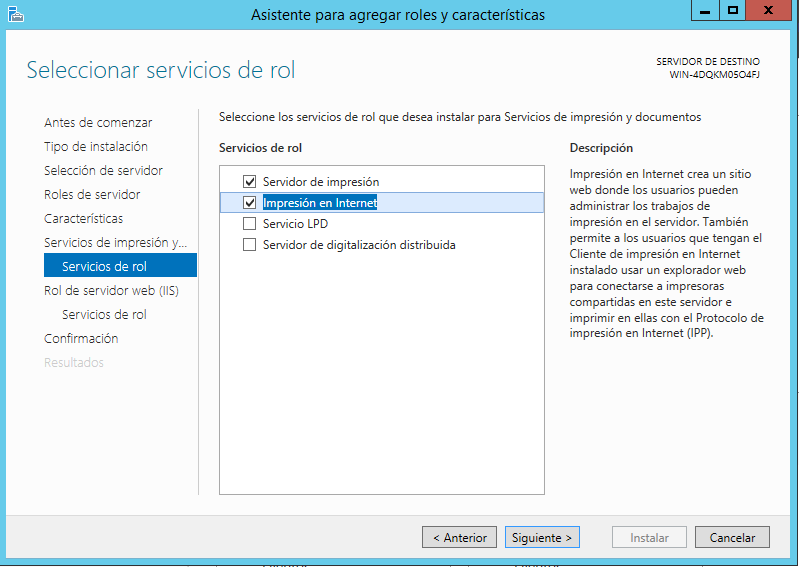 Asistente para agregar roles y características
Seleccionar servicios de rol
SERVIDOR DE DESTINO
WIN-4DQKM05O4FJ
Antes de comenzar
Tipo de instalación
Selección de servidor
Roles de servidor
Características
Servicios de impresión y...
Servicios de rol
Rol de servidor web (IIS)
Servicios de rol
Confirmación
Resultados
Seleccione los servicios de rol que desea instalar para Servicios de impresión y documentos
Servicios de rol
Servidor de impresión
Impresión en Internet
Servicio LPD
Servidor de digitalización distribuida
Descripción
Impresión en Internet crea un sitio
web donde los usuarios pueden
administrar los trabajos de
impresión en el servidor. También
permite a los usuarios que tengan el
Cliente de impresión en Internet
instalado usar un explorador web
para conectarse a impresoras
compartidas en este servidor e
imprimir en ellas con el Protocolo de
impresión en Internet (IPP).
< Anterior
Siguiente >
Instalar
Cancelar